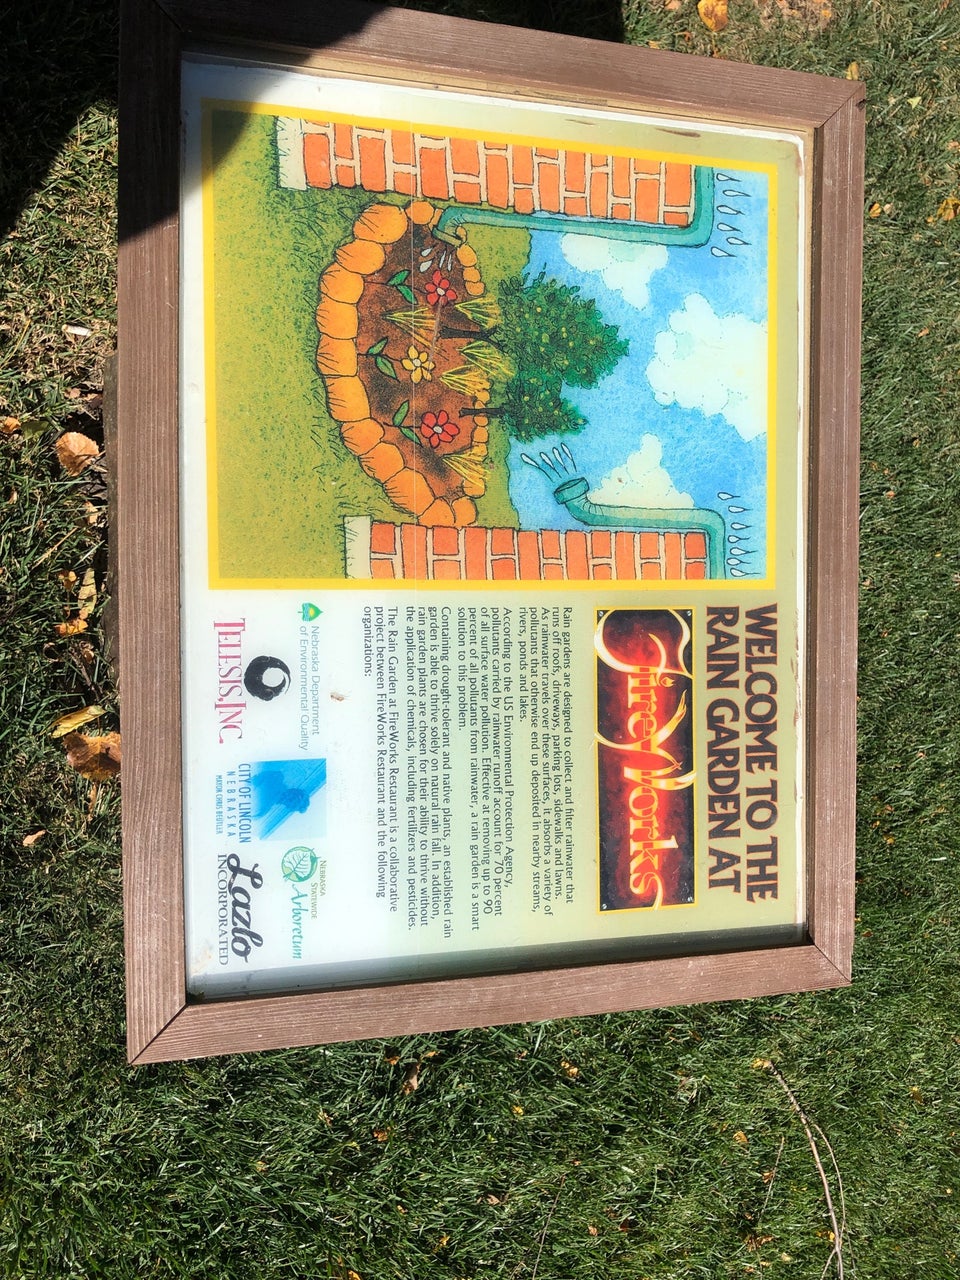 WELCOME TO THE
RAIN GARDEN AT
FireWorks
Rain gardens are designed to collect and filter rainwater that
runs off roofs, driveways, parking lots, sidewalks and lawns.
As rainwater travels over these surfaces, it absorbs a variety of
pollutants that otherwise end up deposited in nearby streams,
rivers, ponds and lakes.
According to the US Environmental Protection Agency,
pollutants carried by rainwater runoff account for 70 percent
of all surface water pollution. Effective at removing up to 90
percent of all pollutants from rainwater, a rain garden is a smart
solution to this problem.
Containing drought-tolerant and native plants, an established rain
garden is able to thrive solely on natural rain fall. In addition,
rain garden plants are chosen for their ability to thrive without
the application of chemicals, including fertilizers and pesticides.
The Rain Garden at FireWorks Restaurant is a collaborative
project between FireWorks Restaurant and the following
organizations:
Nebraska Department
of Environmental Quality
NEBRASKA
STATEWIDE
Arboretum
TELESIS, INC.
CITY OF LINCOLN
NEBRASKA
MAYOR CHRIS BEUTLER
Lazlo
INCORPORATED